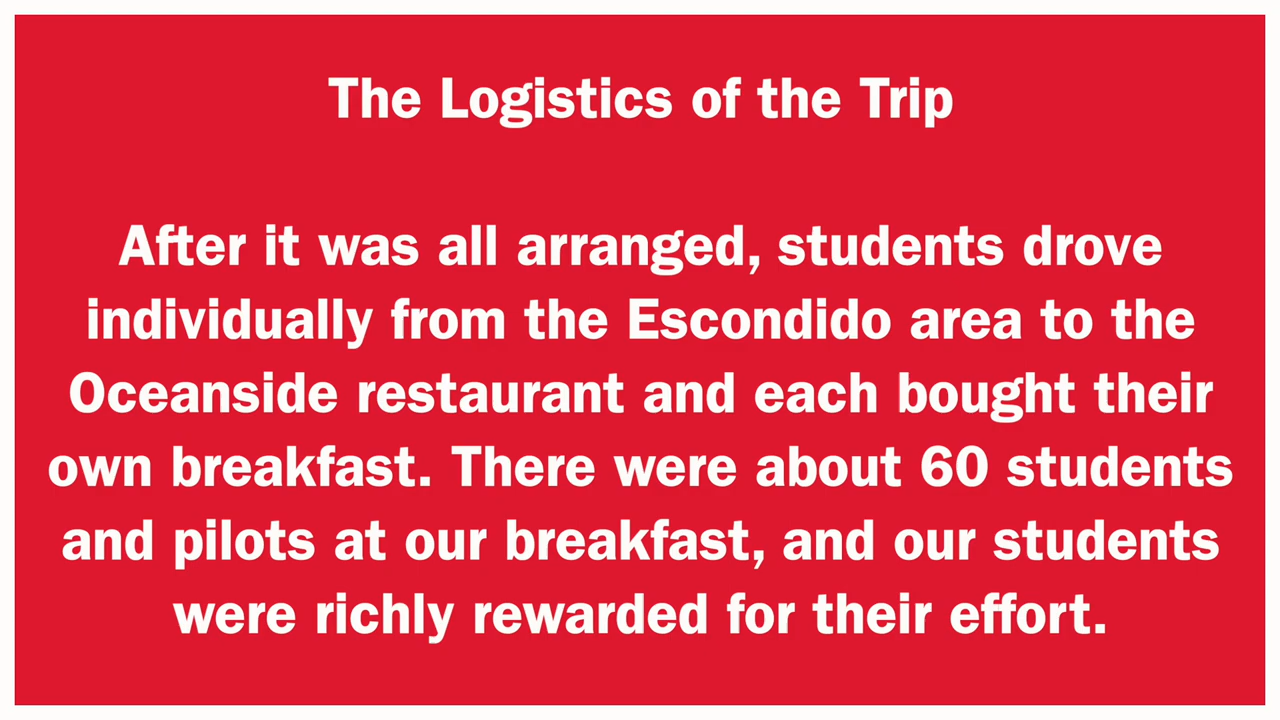 The Logistics of the Trip
After it was all arranged, students drove
individually from the Escondido area to the
Oceanside restaurant and each bought their
own breakfast. There were about 60 students
and pilots at our breakfast, and our students
were richly rewarded for their effort.